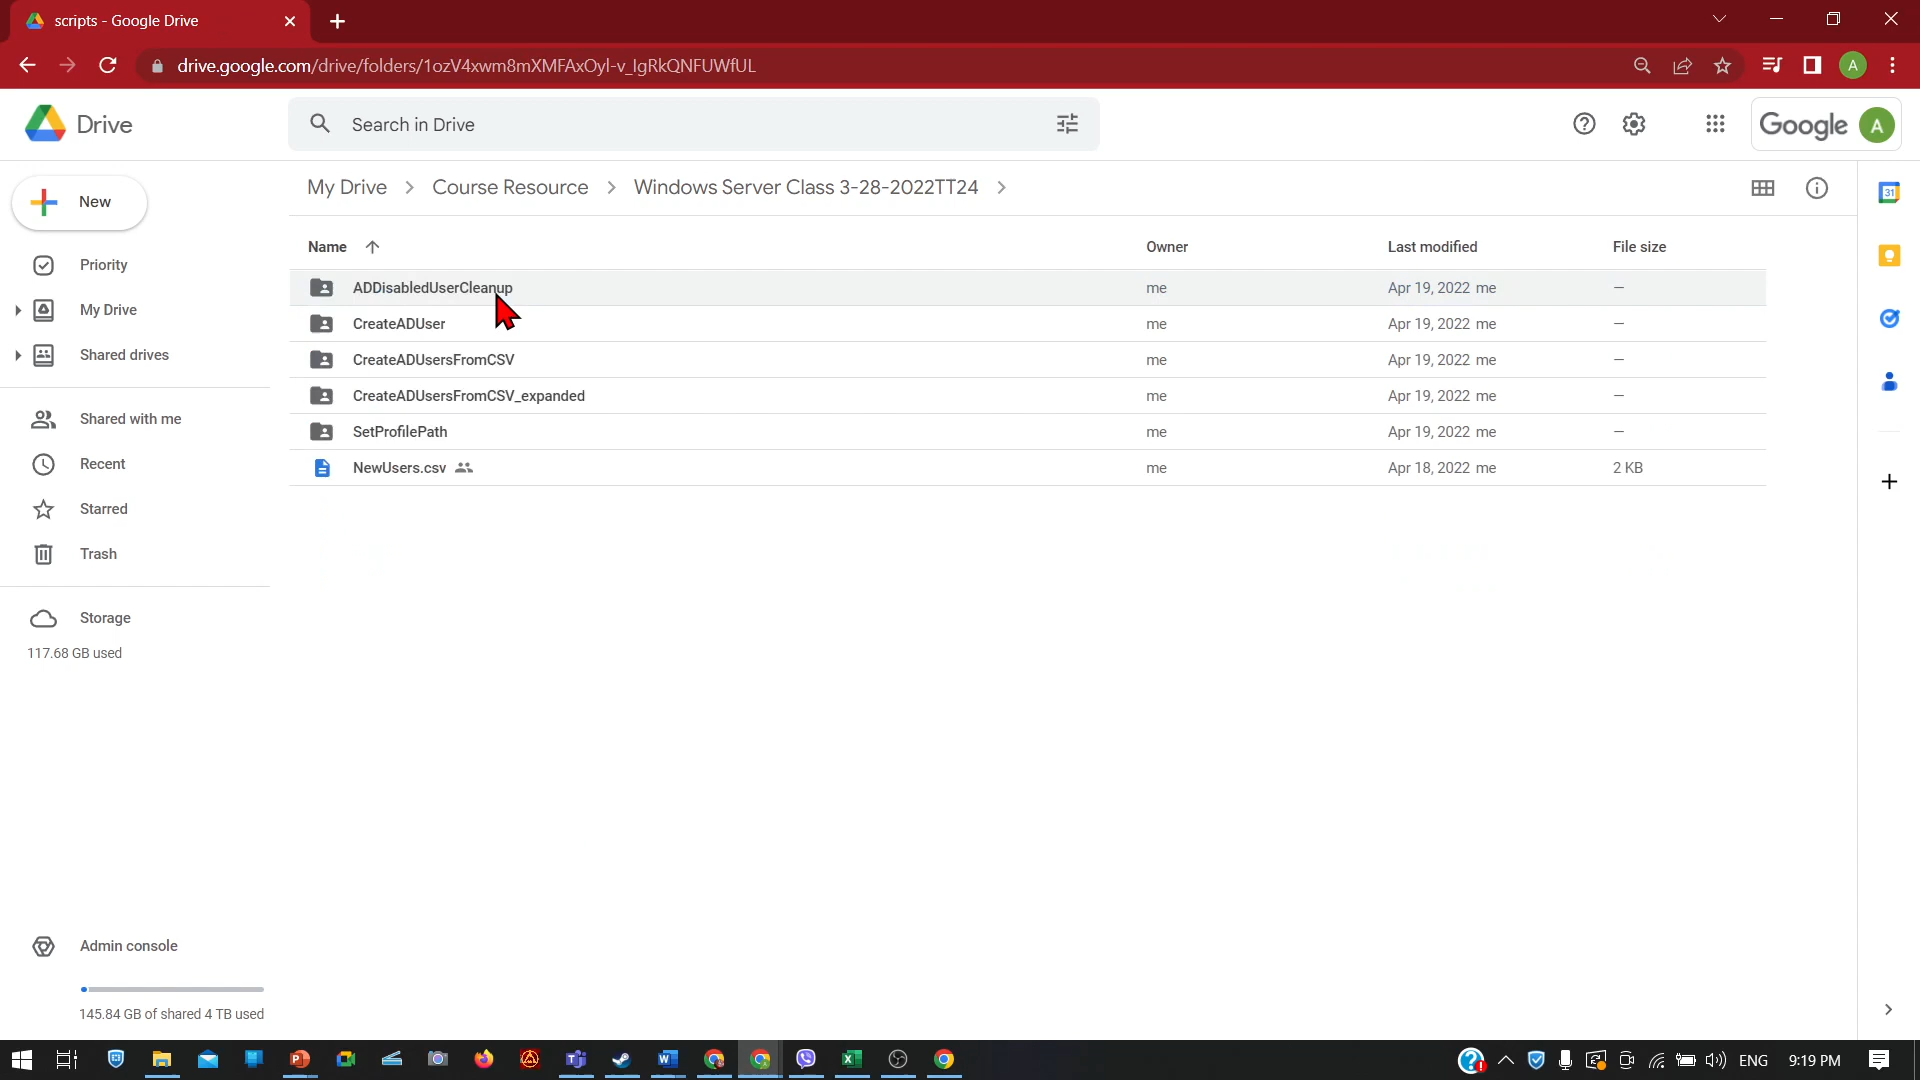 scripts - Google Drive
drive.google.com/drive/folders/1ozV4xwm8mXMFAxOyl-v_lgRkQNFUWfUL
A
Drive
Search in Drive
Google A
New
My Drive > Course Resource > Windows Server Class 3-28-2022TT24 >
31
Name Owner Last modified File size
Priority
ADDisabledUserCleanup me Apr 19, 2022 me —
My Drive
CreateADUser me Apr 19, 2022 me —
Shared drives
CreateADUsersFromCSV me Apr 19, 2022 me —
CreateADUsersFromCSV_expanded me Apr 19, 2022 me —
Shared with me
SetProfilePath me Apr 19, 2022 me —
Recent
NewUsers.csv me Apr 18, 2022 me 2 KB
Starred
Trash
Storage
117.68 GB used
Admin console
145.84 GB of shared 4 TB used
ENG 9:19 PM